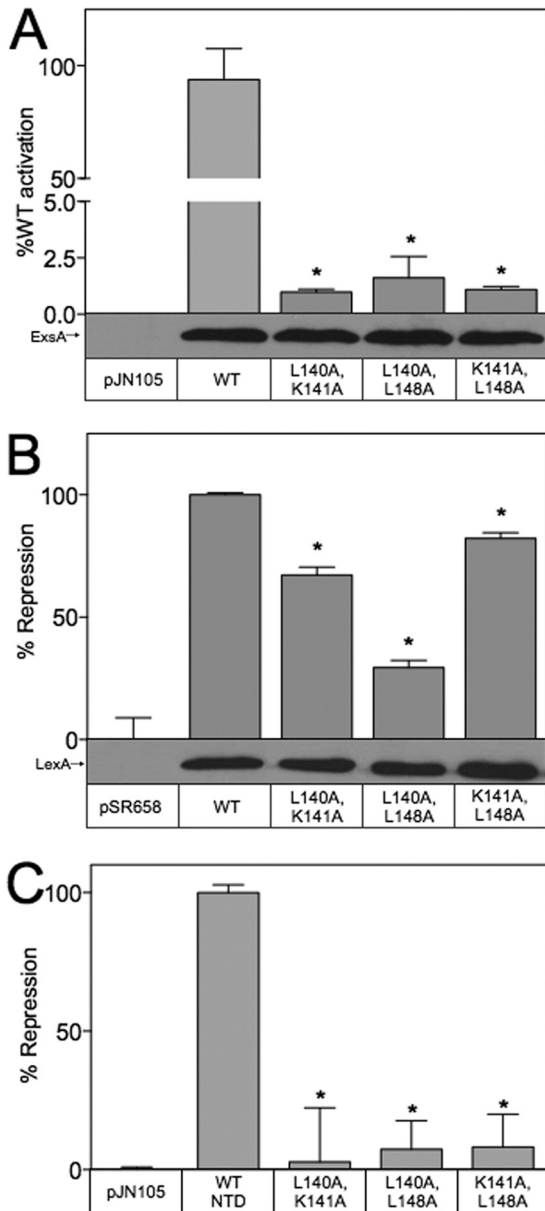 A
%WT activation
100
50
5.0
2.5
0.0
* * *
ExsA→
pJN105 WT L140A, K141A L140A, L148A K141A, L148A
B
% Repression
100
50
0
* * *
LexA→
pSR658 WT L140A, K141A L140A, L148A K141A, L148A
C
% Repression
100
50
0
* * *
pJN105 WT NTD L140A, K141A L140A, L148A K141A, L148A